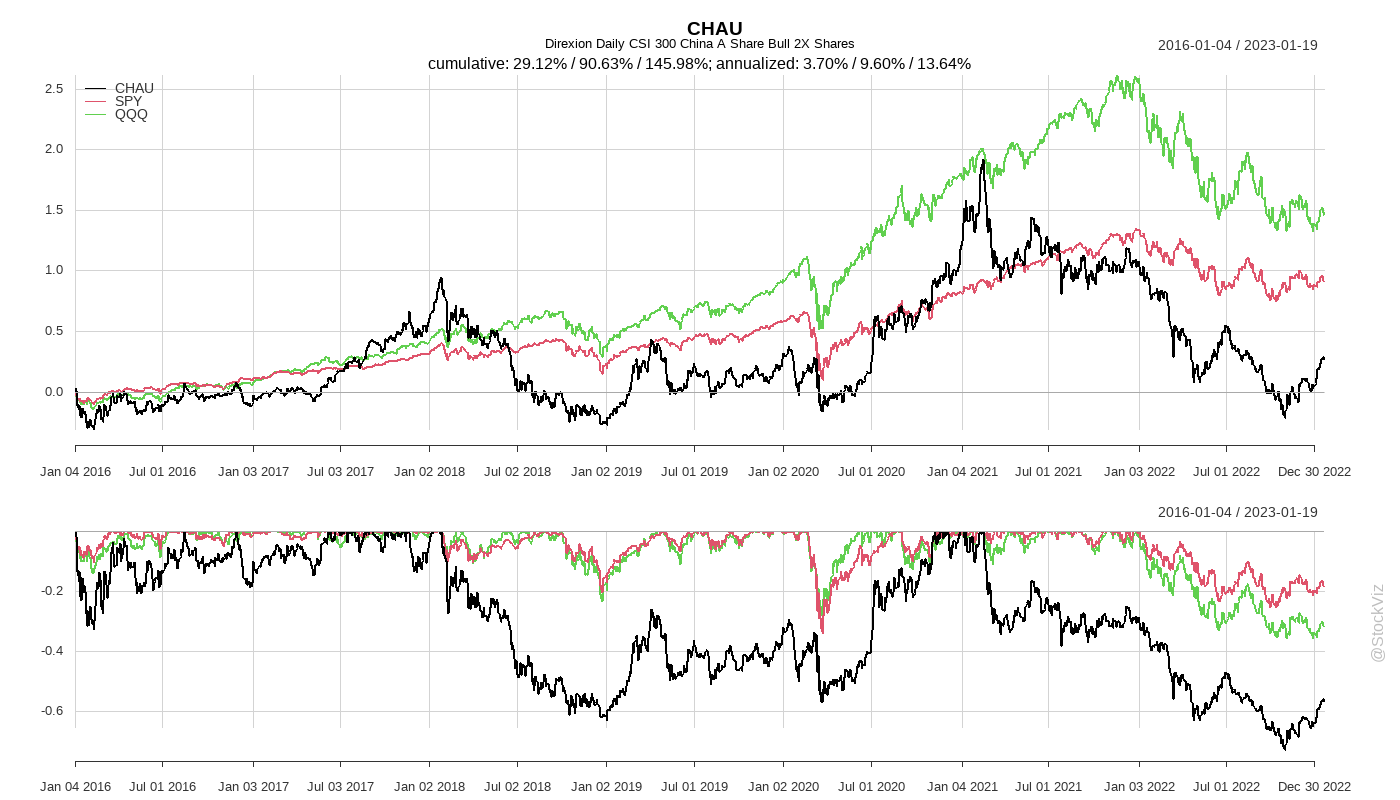 CHAU
Direxion Daily CSI 300 China A Share Bull 2X Shares
2016-01-04 / 2023-01-19
cumulative: 29.12% / 90.63% / 145.98%; annualized: 3.70% / 9.60% / 13.64%
CHAU
SPY
QQQ
2.5
2.0
1.5
1.0
0.5
0.0
Jan 04 2016 Jul 01 2016 Jan 03 2017 Jul 03 2017 Jan 02 2018 Jul 02 2018 Jan 02 2019 Jul 01 2019 Jan 02 2020 Jul 01 2020 Jan 04 2021 Jul 01 2021 Jan 03 2022 Jul 01 2022 Dec 30 2022
2016-01-04 / 2023-01-19
-0.2
-0.4
-0.6
Jan 04 2016 Jul 01 2016 Jan 03 2017 Jul 03 2017 Jan 02 2018 Jul 02 2018 Jan 02 2019 Jul 01 2019 Jan 02 2020 Jul 01 2020 Jan 04 2021 Jul 01 2021 Jan 03 2022 Jul 01 2022 Dec 30 2022
@StockViz